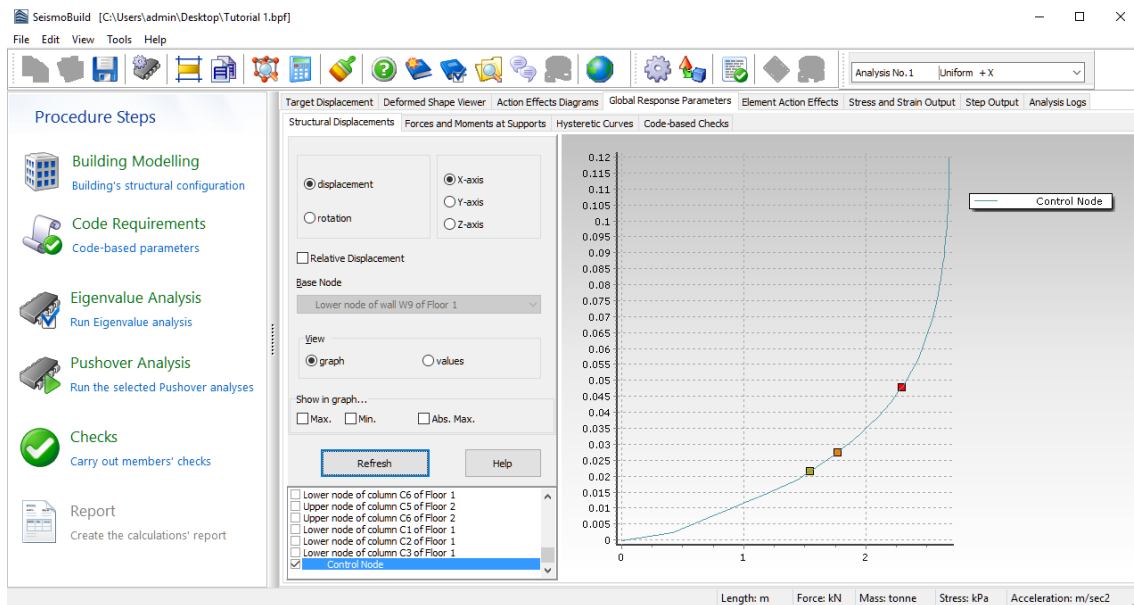 SeismoBuild [C:\Users\admin\Desktop\Tutorial 1.bpf]
File Edit View Tools Help
Analysis No.1 Uniform +X
Procedure Steps
Building Modelling
Building's structural configuration
Code Requirements
Code-based parameters
Eigenvalue Analysis
Run Eigenvalue analysis
Pushover Analysis
Run the selected Pushover analyses
Checks
Carry out members' checks
Report
Create the calculations' report
Target Displacement Deformed Shape Viewer Action Effects Diagrams Global Response Parameters Element Action Effects Stress and Strain Output Step Output Analysis Logs
Structural Displacements Forces and Moments at Supports Hysteretic Curves Code-based Checks
displacement
rotation
X-axis
Y-axis
Z-axis
Relative Displacement
Base Node
Lower node of wall W9 of Floor 1
View
graph values
Show in graph...
Max. Min. Abs. Max.
Refresh Help
Lower node of column C6 of Floor 1
Upper node of column C5 of Floor 2
Upper node of column C6 of Floor 2
Lower node of column C1 of Floor 1
Lower node of column C2 of Floor 1
Lower node of column C3 of Floor 1
Control Node
0.12
0.115
0.11
0.105
0.1
0.095
0.09
0.085
0.08
0.075
0.07
0.065
0.06
0.055
0.05
0.045
0.04
0.035
0.03
0.025
0.02
0.015
0.01
0.005
0
0 1 2
Control Node
Length: m Force: kN Mass: tonne Stress: kPa Acceleration: m/sec2